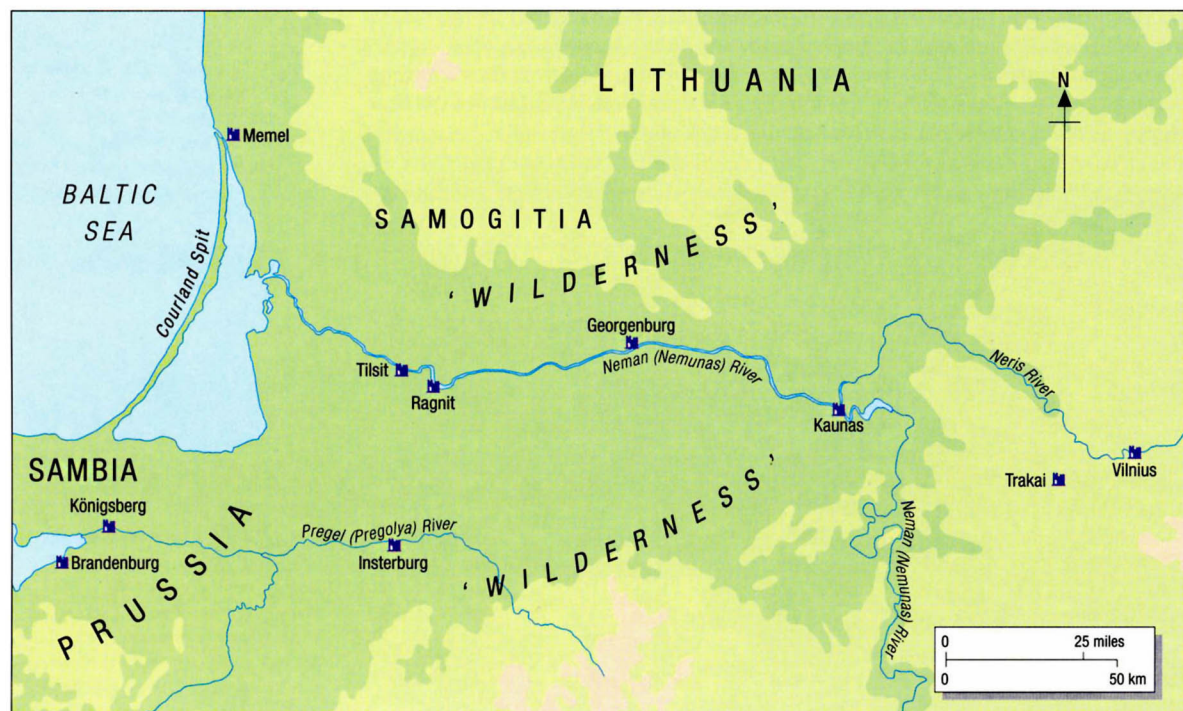 LITHUANIA
N
Memel
BALTIC
SEA
Courland Spit
SAMOGITIA
‘WILDERNESS’
Georgenburg
Neman (Nemunas) River
Neris River
Tilsit
Ragnit
Kaunas
Vilnius
Trakai
SAMBIA
Königsberg
Brandenburg
PRUSSIA
Pregel (Pregolya) River
Insterburg
‘WILDERNESS’
Neman (Nemunas) River
0 25 miles
0 50 km